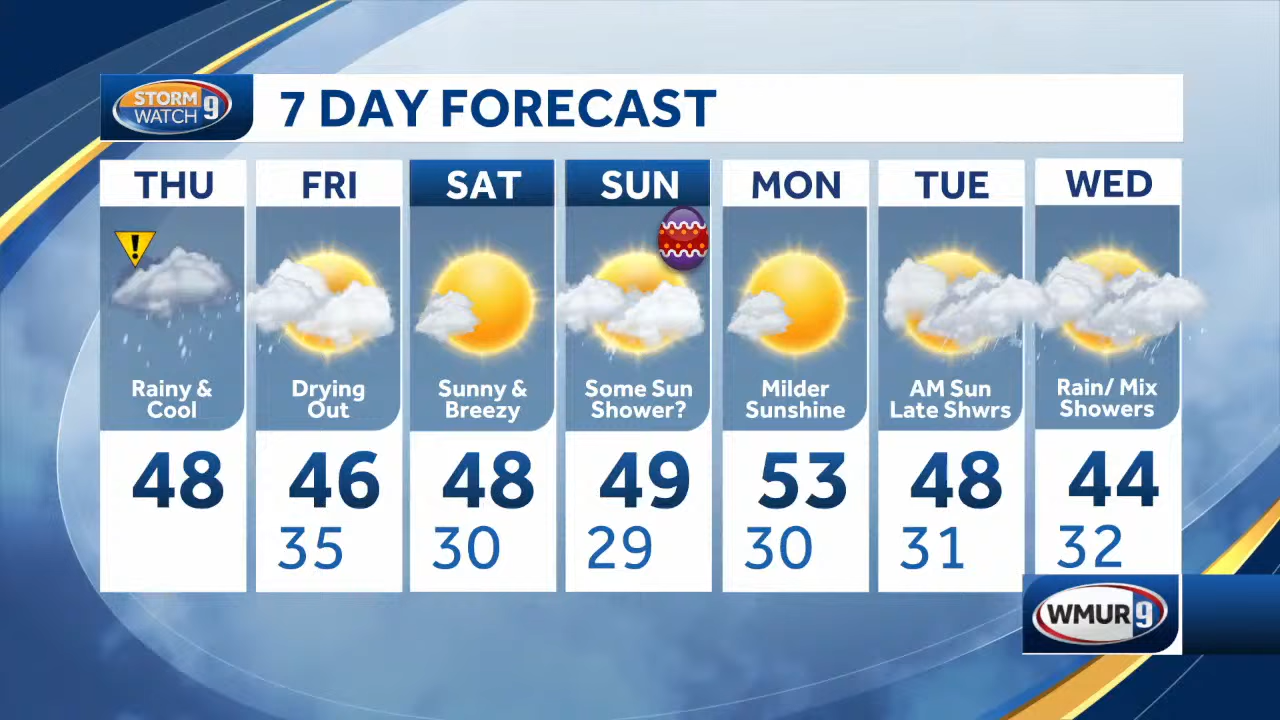 STORM
WATCH 9
7 DAY FORECAST
THU FRI SAT SUN MON TUE WED
!
Rainy &
Cool
Drying
Out
Sunny &
Breezy
Some Sun
Shower?
Milder
Sunshine
AM Sun
Late Shwrs
Rain/ Mix
Showers
48 46 48 49 53 48 44
35 30 29 30 31 32
WMUR 9